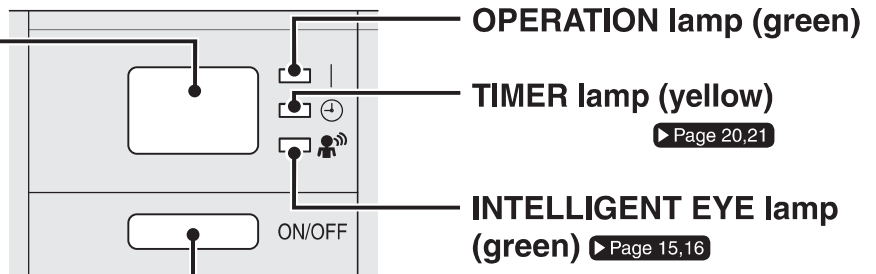 OPERATION lamp (green)
TIMER lamp (yellow)
Page 20,21
INTELLIGENT EYE lamp
(green) Page 15,16
ON/OFF